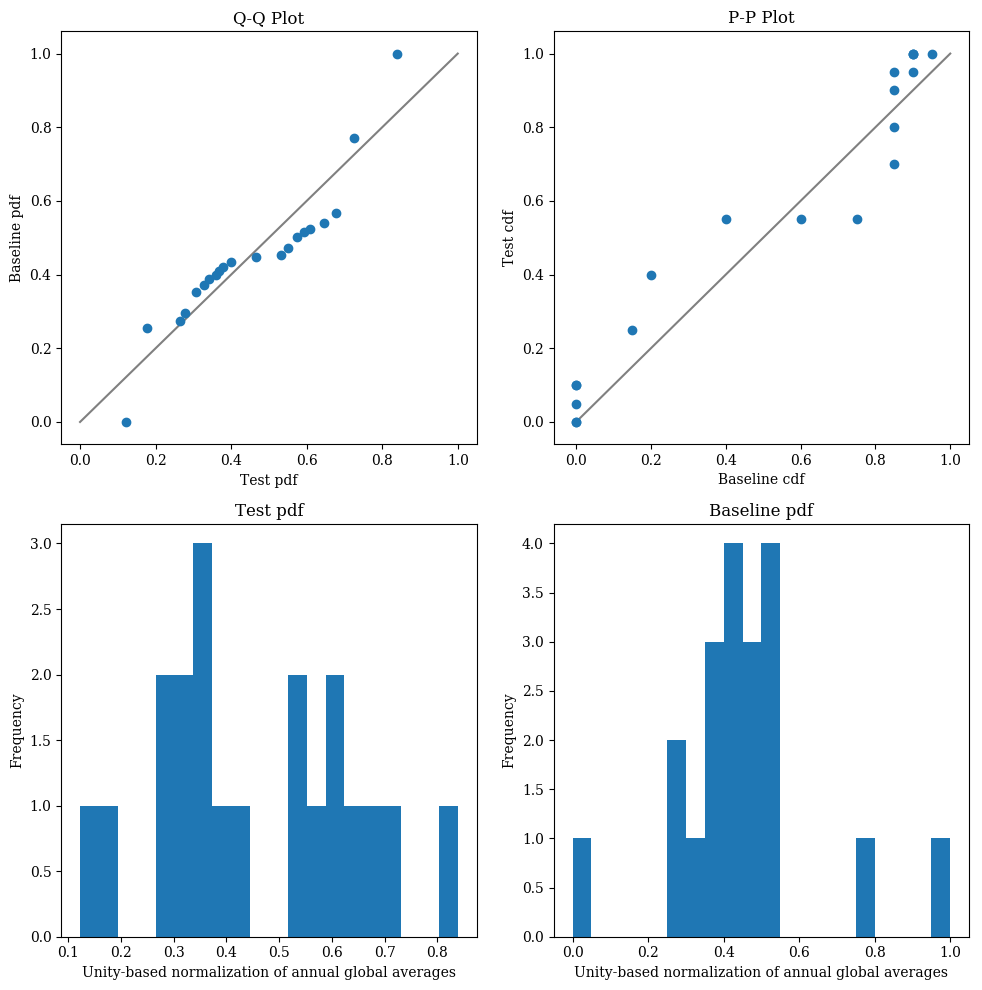 Q-Q Plot
1.0
0.8
0.6
0.4
0.2
0.0
Baseline pdf
0.0 0.2 0.4 0.6 0.8 1.0
Test pdf
P-P Plot
1.0
0.8
0.6
0.4
0.2
0.0
Test cdf
0.0 0.2 0.4 0.6 0.8 1.0
Baseline cdf
Test pdf
3.0
2.5
2.0
1.5
1.0
0.5
0.0
Frequency
0.1 0.2 0.3 0.4 0.5 0.6 0.7 0.8
Unity-based normalization of annual global averages
Baseline pdf
4.0
3.5
3.0
2.5
2.0
1.5
1.0
0.5
0.0
Frequency
0.0 0.2 0.4 0.6 0.8 1.0
Unity-based normalization of annual global averages